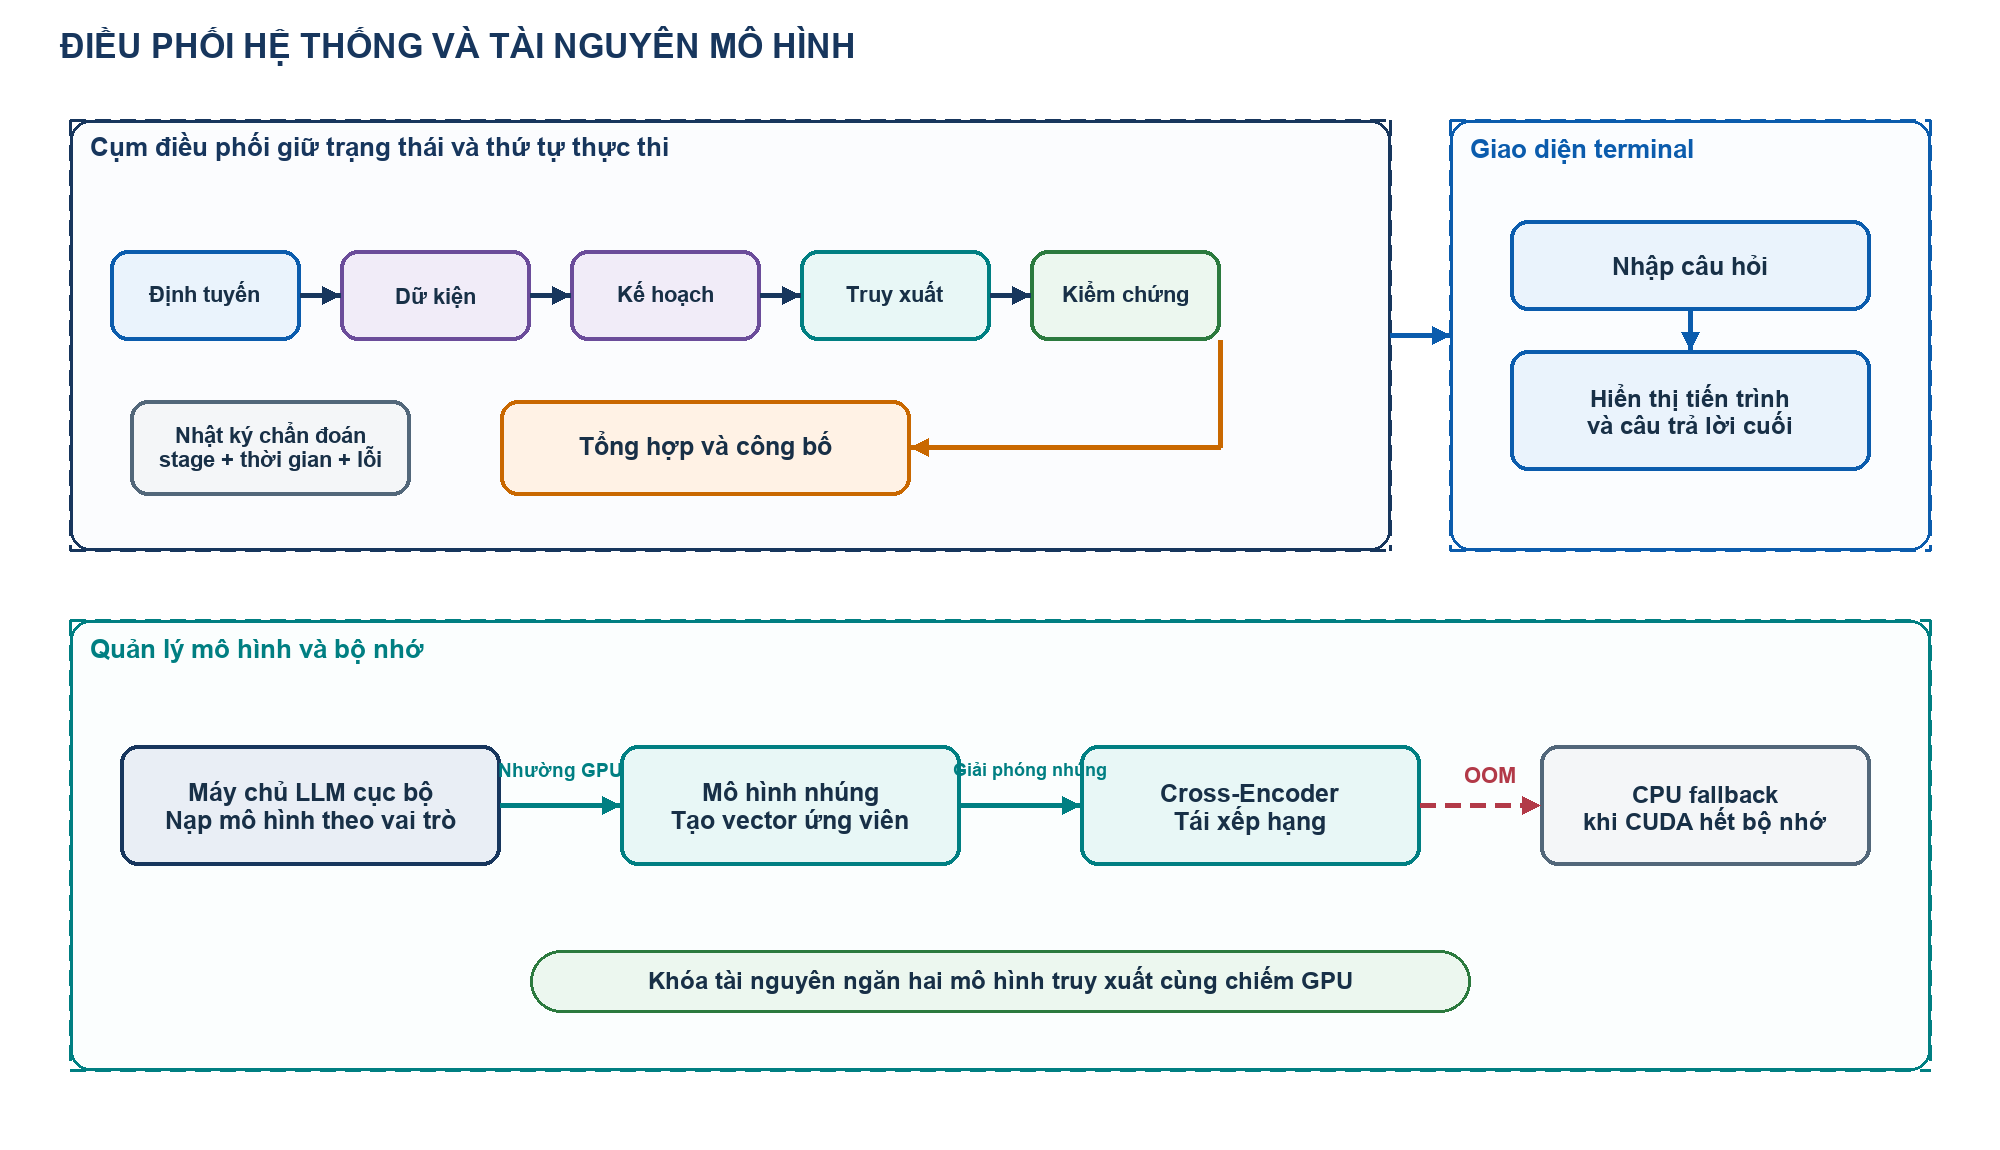 ĐIỀU PHỐI HỆ THỐNG VÀ TÀI NGUYÊN MÔ HÌNH
Cụm điều phối giữ trạng thái và thứ tự thực thi
Định tuyến
Dữ kiện
Kế hoạch
Truy xuất
Kiểm chứng
Nhật ký chẩn đoán
stage + thời gian + lỗi
Tổng hợp và công bố
Giao diện terminal
Nhập câu hỏi
Hiển thị tiến trình
và câu trả lời cuối
Quản lý mô hình và bộ nhớ
Máy chủ LLM cục bộ
Nạp mô hình theo vai trò
Nhường GPU
Mô hình nhúng
Tạo vector ứng viên
Giải phóng nhúng
Cross-Encoder
Tái xếp hạng
OOM
CPU fallback
khi CUDA hết bộ nhớ
Khóa tài nguyên ngăn hai mô hình truy xuất cùng chiếm GPU